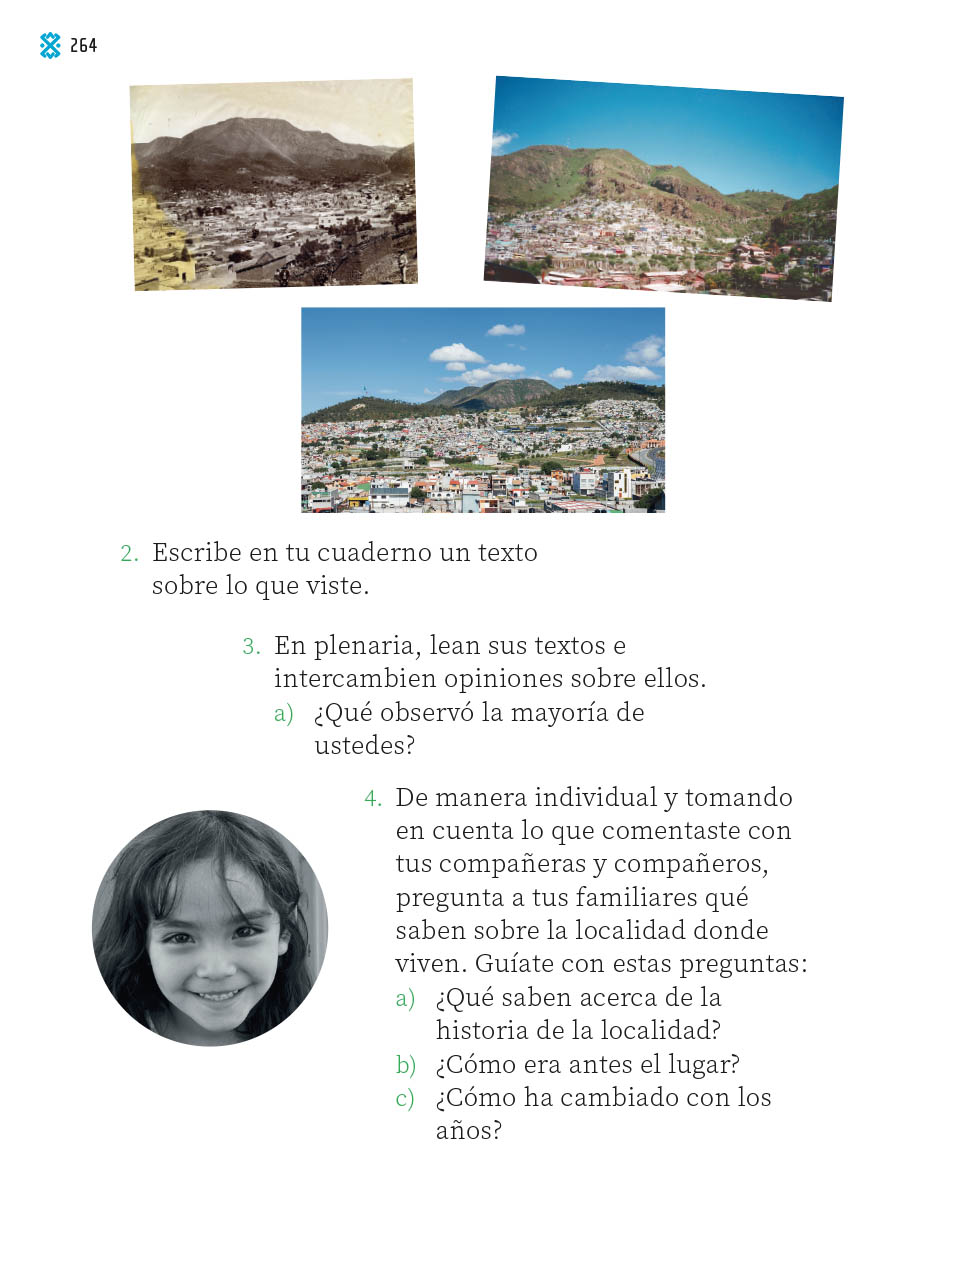 264
2. Escribe en tu cuaderno un texto
sobre lo que viste.
3. En plenaria, lean sus textos e
intercambien opiniones sobre ellos.
a) ¿Qué observó la mayoría de
ustedes?
4. De manera individual y tomando
en cuenta lo que comentaste con
tus compañeras y compañeros,
pregunta a tus familiares qué
saben sobre la localidad donde
viven. Guíate con estas preguntas:
a) ¿Qué saben acerca de la
historia de la localidad?
b) ¿Cómo era antes el lugar?
c) ¿Cómo ha cambiado con los
años?